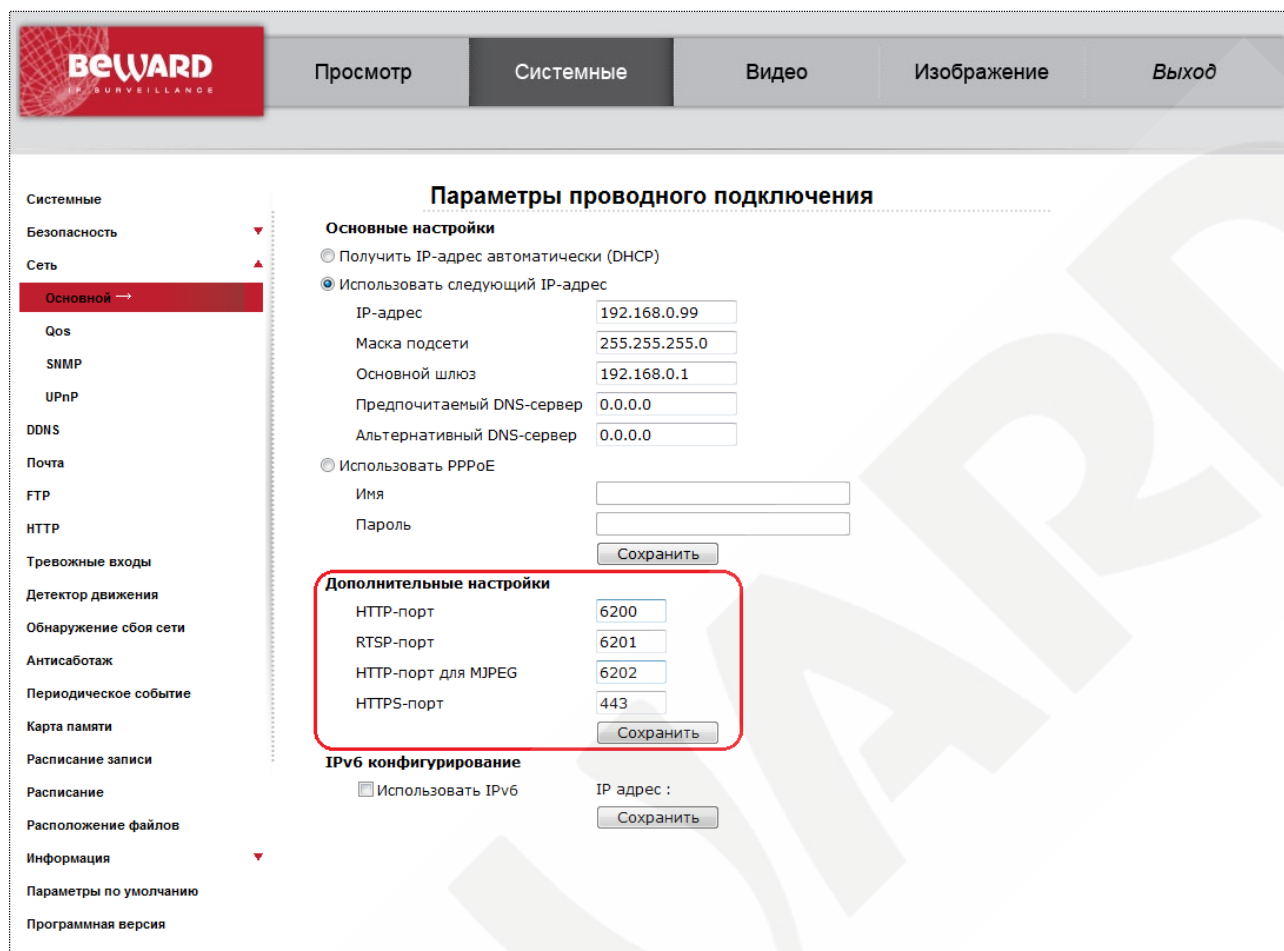 BEWARD
IP SURVEILLANCE
Просмотр
Системные
Видео
Изображение
Выход
Системные
Безопасность
Сеть
Основной →
Qos
SNMP
UPnP
DDNS
Почта
FTP
HTTP
Тревожные входы
Детектор движения
Обнаружение сбоя сети
Антисаботаж
Периодическое событие
Карта памяти
Расписание записи
Расписание
Расположение файлов
Информация
Параметры по умолчанию
Программная версия
Параметры проводного подключения
Основные настройки
Получить IP-адрес автоматически (DHCP)
Использовать следующий IP-адрес
IP-адрес 192.168.0.99
Маска подсети 255.255.255.0
Основной шлюз 192.168.0.1
Предпочитаемый DNS-сервер 0.0.0.0
Альтернативный DNS-сервер 0.0.0.0
Использовать PPPoE
Имя
Пароль
Сохранить
Дополнительные настройки
HTTP-порт 6200
RTSP-порт 6201
HTTP-порт для MJPEG 6202
HTTPS-порт 443
Сохранить
IPv6 конфигурирование
Использовать IPv6 IP адрес :
Сохранить